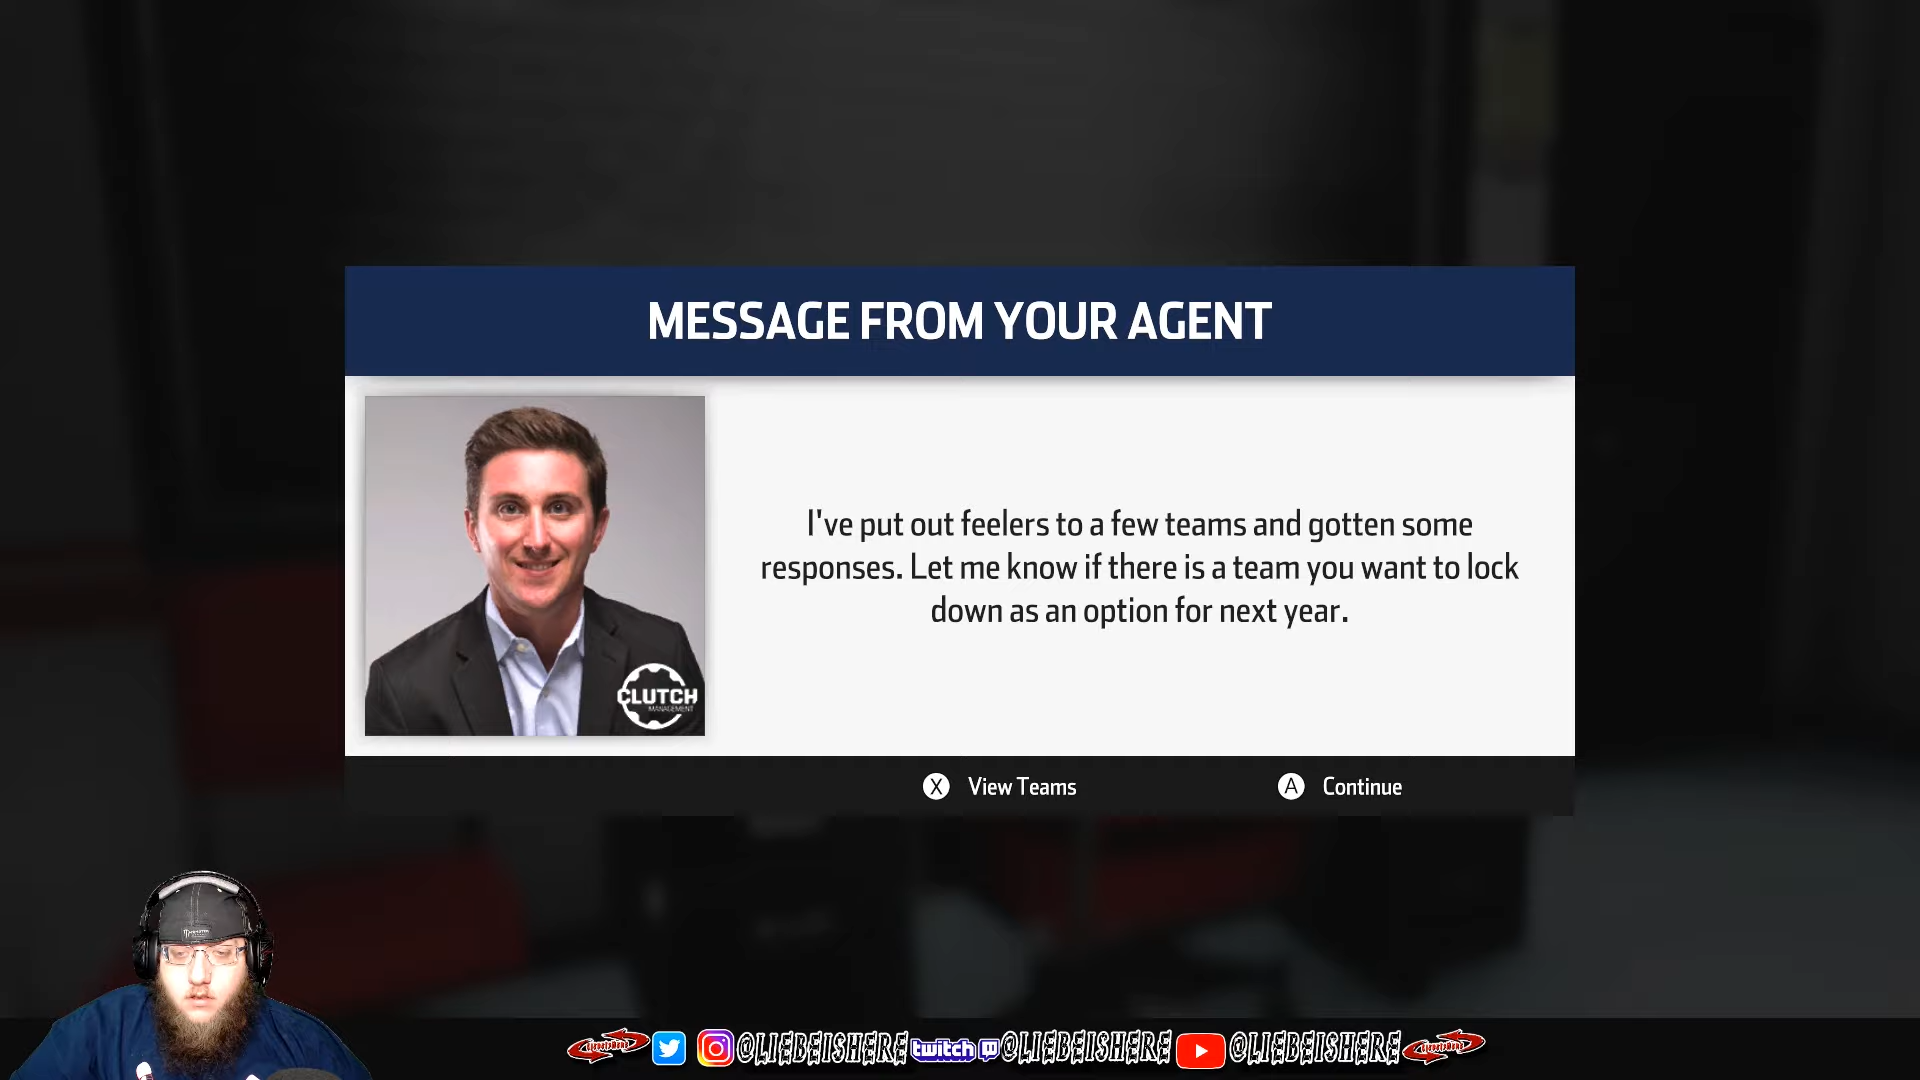 MESSAGE FROM YOUR AGENT
I've put out feelers to a few teams and gotten some
responses. Let me know if there is a team you want to lock
down as an option for next year.
CLUTCH
MANAGEMENT
X View Teams A Continue
@LIEBEISHERE twitch @LIEBEISHERE @LIEBEISHERE